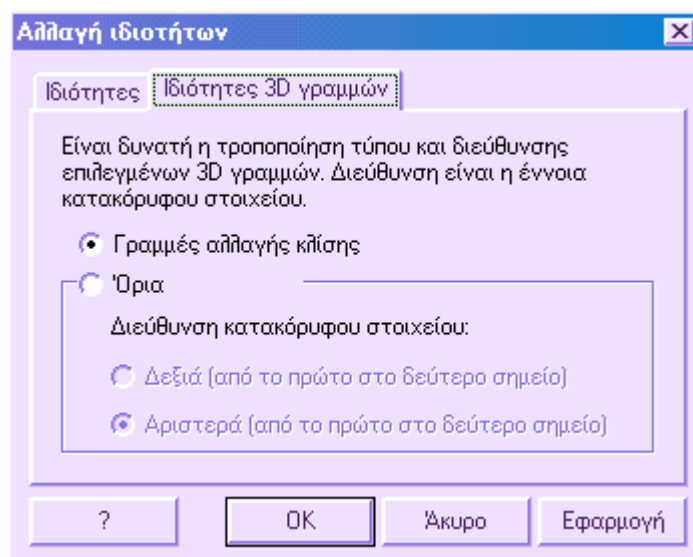 Αλλαγή ιδιοτήτων
Ιδιότητες
Ιδιότητες 3D γραμμών
Είναι δυνατή η τροποποίηση τύπου και διεύθυνσης
επιλεγμένων 3D γραμμών. Διεύθυνση είναι η έννοια
κατακόρυφου στοιχείου.
Γραμμές αλλαγής κλίσης
Όρια
Διεύθυνση κατακόρυφου στοιχείου:
Δεξιά (από το πρώτο στο δεύτερο σημείο)
Αριστερά (από το πρώτο στο δεύτερο σημείο)
?
OK
Άκυρο
Εφαρμογή